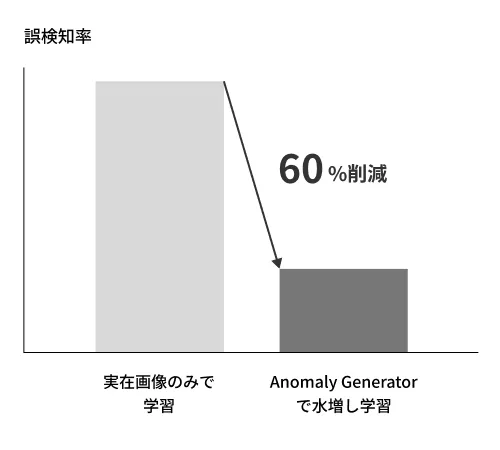 誤検知率
60 %削減
実在画像のみで
学習
Anomaly Generator
で水増し学習